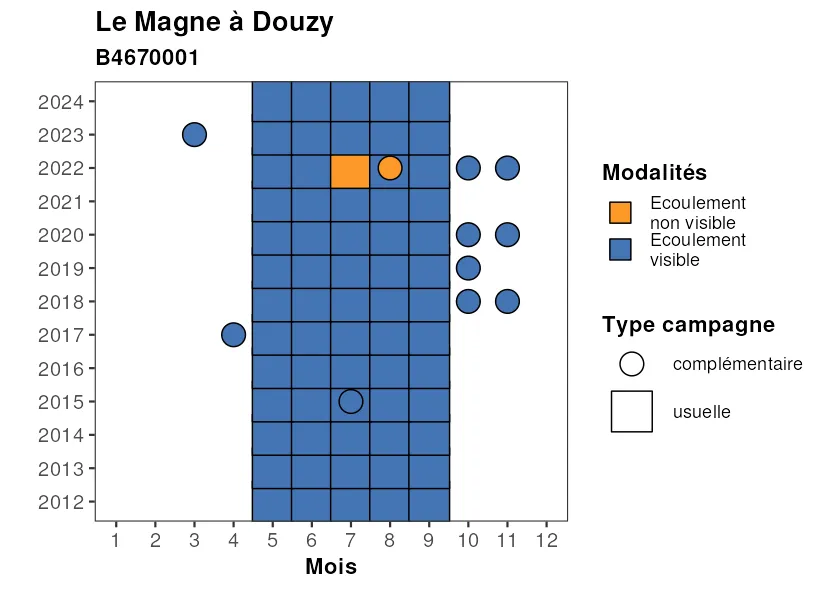 Le Magne à Douzy
B4670001
2024
2023
2022
2021
2020
2019
2018
2017
2016
2015
2014
2013
2012
1 2 3 4 5 6 7 8 9 10 11 12
Mois
Modalités
Ecoulement
non visible
Ecoulement
visible
Type campagne
complémentaire
usuelle